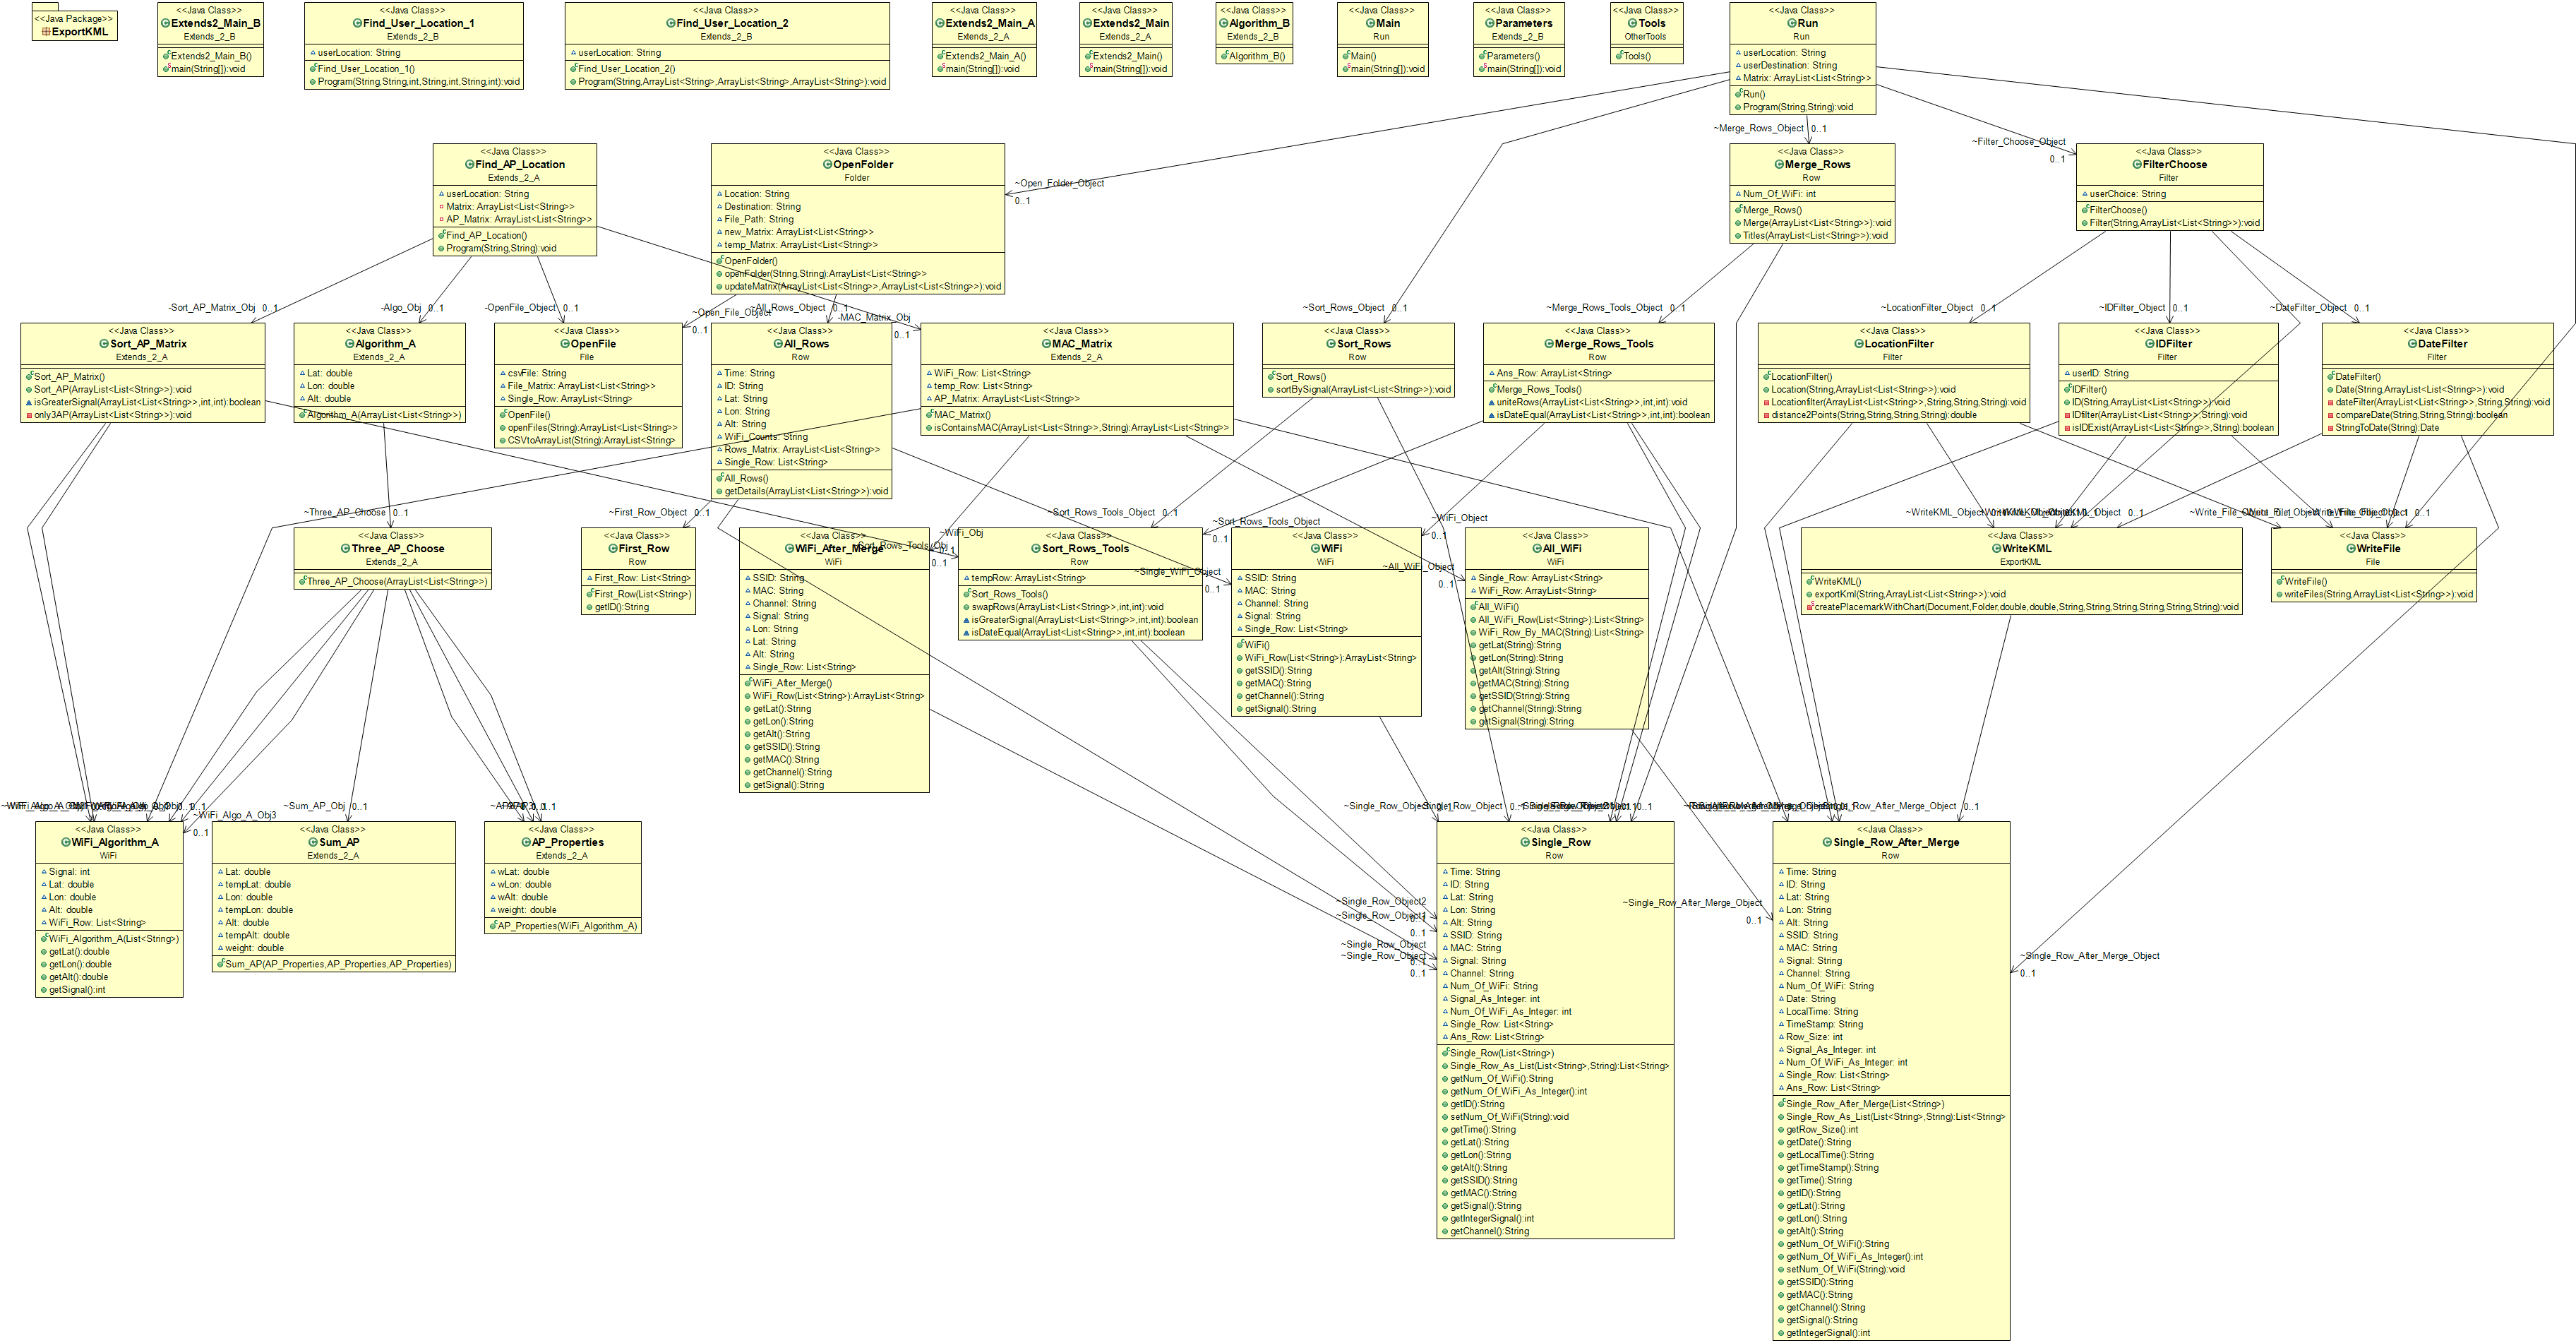 <<Java Package>>
ExportKML
<<Java Class>>
Extends2_Main_B
Extends_2_B
Extends2_Main_B()
main(String[]):void
<<Java Class>>
Find_User_Location_1
Extends_2_B
userLocation: String
Find_User_Location_1()
Program(String,String,int,String,int,String,int):void
<<Java Class>>
Find_User_Location_2
Extends_2_B
userLocation: String
Find_User_Location_2()
Program(String,ArrayList<String>,ArrayList<String>,ArrayList<String>):void
<<Java Class>>
Extends2_Main_A
Extends_2_A
Extends2_Main_A()
main(String[]):void
<<Java Class>>
Extends2_Main
Extends_2_A
Extends2_Main()
main(String[]):void
<<Java Class>>
Algorithm_B
Extends_2_B
Algorithm_B()
<<Java Class>>
Main
Run
Main()
main(String[]):void
<<Java Class>>
Parameters
Extends_2_B
Parameters()
main(String[]):void
<<Java Class>>
Tools
OtherTools
Tools()
<<Java Class>>
Run
Run
userLocation: String
userDestination: String
Matrix: ArrayList<List<String>>
Run()
Program(String,String):void
~Merge_Rows_Object 0..1
~Filter_Choose_Object
0..1
~Open_Folder_Object
0..1
<<Java Class>>
Find_AP_Location
Extends_2_A
userLocation: String
Matrix: ArrayList<List<String>>
AP_Matrix: ArrayList<List<String>>
Find_AP_Location()
Program(String,String):void
<<Java Class>>
OpenFolder
Folder
Location: String
Destination: String
File_Path: String
new_Matrix: ArrayList<List<String>>
temp_Matrix: ArrayList<List<String>>
OpenFolder()
openFolder(String,String):ArrayList<List<String>>
updateMatrix(ArrayList<List<String>>,ArrayList<List<String>>):void
<<Java Class>>
Merge_Rows
Row
Num_Of_WiFi: int
Merge_Rows()
Merge(ArrayList<List<String>>):void
Titles(ArrayList<List<String>>):void
<<Java Class>>
FilterChoose
Filter
userChoice: String
FilterChoose()
Filter(String,ArrayList<List<String>>):void
-Sort_AP_Matrix_Obj 0..1
-Algo_Obj 0..1
-OpenFile_Object 0..1
~Open_File_Object
0..1
~All_Rows_Object 0..1
-MAC_Matrix_Obj
0..1
~Sort_Rows_Object 0..1
~Merge_Rows_Tools_Object 0..1
~LocationFilter_Object 0..1
~IDFilter_Object 0..1
~DateFilter_Object 0..1
<<Java Class>>
Sort_AP_Matrix
Extends_2_A
Sort_AP_Matrix()
Sort_AP(ArrayList<List<String>>):void
isGreaterSignal(ArrayList<List<String>>,int,int):boolean
only3AP(ArrayList<List<String>>):void
<<Java Class>>
Algorithm_A
Extends_2_A
Lat: double
Lon: double
Alt: double
Algorithm_A(ArrayList<List<String>>)
<<Java Class>>
OpenFile
File
csvFile: String
File_Matrix: ArrayList<List<String>>
Single_Row: ArrayList<String>
OpenFile()
openFiles(String):ArrayList<List<String>>
CSVtoArrayList(String):ArrayList<String>
<<Java Class>>
All_Rows
Row
Time: String
ID: String
Lat: String
Lon: String
Alt: String
WiFi_Counts: String
Rows_Matrix: ArrayList<List<String>>
Single_Row: List<String>
All_Rows()
getDetails(ArrayList<List<String>>):void
<<Java Class>>
MAC_Matrix
Extends_2_A
WiFi_Row: List<String>
temp_Row: List<String>
AP_Matrix: ArrayList<List<String>>
MAC_Matrix()
isContainsMAC(ArrayList<List<String>>,String):ArrayList<List<String>>
<<Java Class>>
Sort_Rows
Row
Sort_Rows()
sortBySignal(ArrayList<List<String>>):void
<<Java Class>>
Merge_Rows_Tools
Row
Ans_Row: ArrayList<String>
Merge_Rows_Tools()
uniteRows(ArrayList<List<String>>,int,int):void
isDateEqual(ArrayList<List<String>>,int,int):boolean
<<Java Class>>
LocationFilter
Filter
LocationFilter()
Location(String,ArrayList<List<String>>):void
Locationfilter(ArrayList<List<String>>,String,String,String):void
distance2Points(String,String,String,String):double
<<Java Class>>
IDFilter
Filter
userID: String
IDFilter()
ID(String,ArrayList<List<String>>):void
IDfilter(ArrayList<List<String>>,String):void
isIDExist(ArrayList<List<String>>,String):boolean
<<Java Class>>
DateFilter
Filter
DateFilter()
Date(String,ArrayList<List<String>>):void
dateFilter(ArrayList<List<String>>,String,String):void
compareDate(String,String,String):boolean
StringToDate(String):Date
~Three_AP_Choose 0..1
~First_Row_Object 0..1
~WiFi_Obj
0..1
~Sort_Rows_Tools_Object 0..1
~Sort_Rows_Tools_Object
0..1
~WiFi_Object
0..1
~Single_WiFi_Object
0..1
~All_WiFi_Object
0..1
~WriteKML_Object
0..1
<<Java Class>>
Three_AP_Choose
Extends_2_A
Three_AP_Choose(ArrayList<List<String>>)
<<Java Class>>
First_Row
Row
First_Row: List<String>
First_Row(List<String>)
getID():String
<<Java Class>>
WiFi_After_Merge
WiFi
SSID: String
MAC: String
Channel: String
Signal: String
Lon: String
Lat: String
Alt: String
Single_Row: List<String>
WiFi_After_Merge()
WiFi_Row(List<String>):ArrayList<String>
getLat():String
getLon():String
getAlt():String
getSSID():String
getMAC():String
getChannel():String
getSignal():String
<<Java Class>>
Sort_Rows_Tools
Row
tempRow: ArrayList<String>
Sort_Rows_Tools()
swapRows(ArrayList<List<String>>,int,int):void
isGreaterSignal(ArrayList<List<String>>,int,int):boolean
isDateEqual(ArrayList<List<String>>,int,int):boolean
<<Java Class>>
WiFi
WiFi
SSID: String
MAC: String
Channel: String
Signal: String
Single_Row: List<String>
WiFi()
WiFi_Row(List<String>):ArrayList<String>
getSSID():String
getMAC():String
getChannel():String
getSignal():String
<<Java Class>>
All_WiFi
WiFi
Single_Row: ArrayList<String>
WiFi_Row: ArrayList<String>
All_WiFi()
All_WiFi_Row(List<String>):List<String>
WiFi_Row_By_MAC(String):List<String>
getLat(String):String
getLon(String):String
getAlt(String):String
getMAC(String):String
getSSID(String):String
getChannel(String):String
getSignal(String):String
<<Java Class>>
WriteKML
ExportKML
WriteKML()
exportKml(String,ArrayList<List<String>>):void
createPlacemarkWithChart(Document,Folder,double,double,String,String,String,String,String,String):void
<<Java Class>>
WriteFile
File
WriteFile()
writeFiles(String,ArrayList<List<String>>):void
~WiFi_Algo_A_Obj3
0..1
~Sum_AP_Obj 0..1
<<Java Class>>
WiFi_Algorithm_A
WiFi
Signal: int
Lat: double
Lon: double
Alt: double
WiFi_Row: List<String>
WiFi_Algorithm_A(List<String>)
getLat():double
getLon():double
getAlt():double
getSignal():int
<<Java Class>>
Sum_AP
Extends_2_A
Lat: double
tempLat: double
Lon: double
tempLon: double
Alt: double
tempAlt: double
weight: double
Sum_AP(AP_Properties,AP_Properties,AP_Properties)
<<Java Class>>
AP_Properties
Extends_2_A
wLat: double
wLon: double
wAlt: double
weight: double
AP_Properties(WiFi_Algorithm_A)
~Single_Row_Object2
~Single_Row_Object1
0..1
0..1
~Single_Row_Object
~Single_Row_Object
0..1
0..1
<<Java Class>>
Single_Row
Row
Time: String
ID: String
Lat: String
Lon: String
Alt: String
SSID: String
MAC: String
Signal: String
Channel: String
Num_Of_WiFi: String
Signal_As_Integer: int
Num_Of_WiFi_As_Integer: int
Single_Row: List<String>
Ans_Row: List<String>
Single_Row(List<String>)
Single_Row_As_List(List<String>,String):List<String>
getNum_Of_WiFi():String
getNum_Of_WiFi_As_Integer():int
getID():String
setNum_Of_WiFi(String):void
getTime():String
getLat():String
getLon():String
getAlt():String
getSSID():String
getMAC():String
getSignal():String
getIntegerSignal():int
getChannel():String
~Single_Row_After_Merge_Object
0..1
<<Java Class>>
Single_Row_After_Merge
Row
Time: String
ID: String
Lat: String
Lon: String
Alt: String
SSID: String
MAC: String
Signal: String
Channel: String
Num_Of_WiFi: String
Date: String
LocalTime: String
TimeStamp: String
Row_Size: int
Signal_As_Integer: int
Num_Of_WiFi_As_Integer: int
Single_Row: List<String>
Ans_Row: List<String>
Single_Row_After_Merge(List<String>)
Single_Row_As_List(List<String>,String):List<String>
getRow_Size():int
getDate():String
getLocalTime():String
getTimeStamp():String
getTime():String
getID():String
getLat():String
getLon():String
getAlt():String
getNum_Of_WiFi():String
getNum_Of_WiFi_As_Integer():int
setNum_Of_WiFi(String):void
getSSID():String
getMAC():String
getChannel():String
getSignal():String
getIntegerSignal():int
~Single_Row_After_Merge_Object
0..1